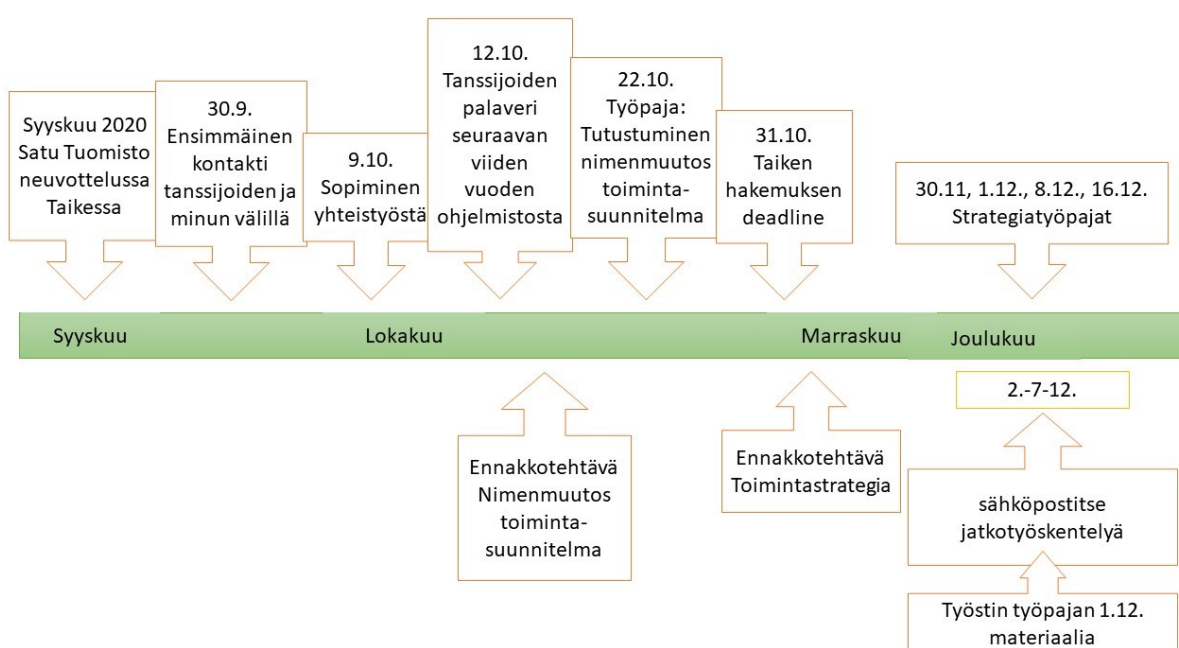 Syyskuu 2020
Satu Tuomisto
neuvottelussa
Taikessa
30.9.
Ensimmäinen
kontakti
tanssijoiden ja
minun välillä
9.10.
Sopiminen
yhteistyöstä
12.10.
Tanssijoiden
palaveri
seuraavan
viiden
vuoden
ohjelmistosta
22.10.
Työpaja:
Tutustuminen
nimenmuutos
toiminta-
suunnitelma
31.10.
Taiken
hakemuksen
deadline
30.11, 1.12., 8.12., 16.12.
Strategiatyöpajat
Syyskuu
Lokakuu
Marraskuu
Joulukuu
Ennakkotehtävä
Nimenmuutos
toiminta-
suunnitelma
Ennakkotehtävä
Toimintastrategia
2.-7-12.
sähköpostitse
jatkotyöskentelyä
Työstin työpajan 1.12.
materiaalia